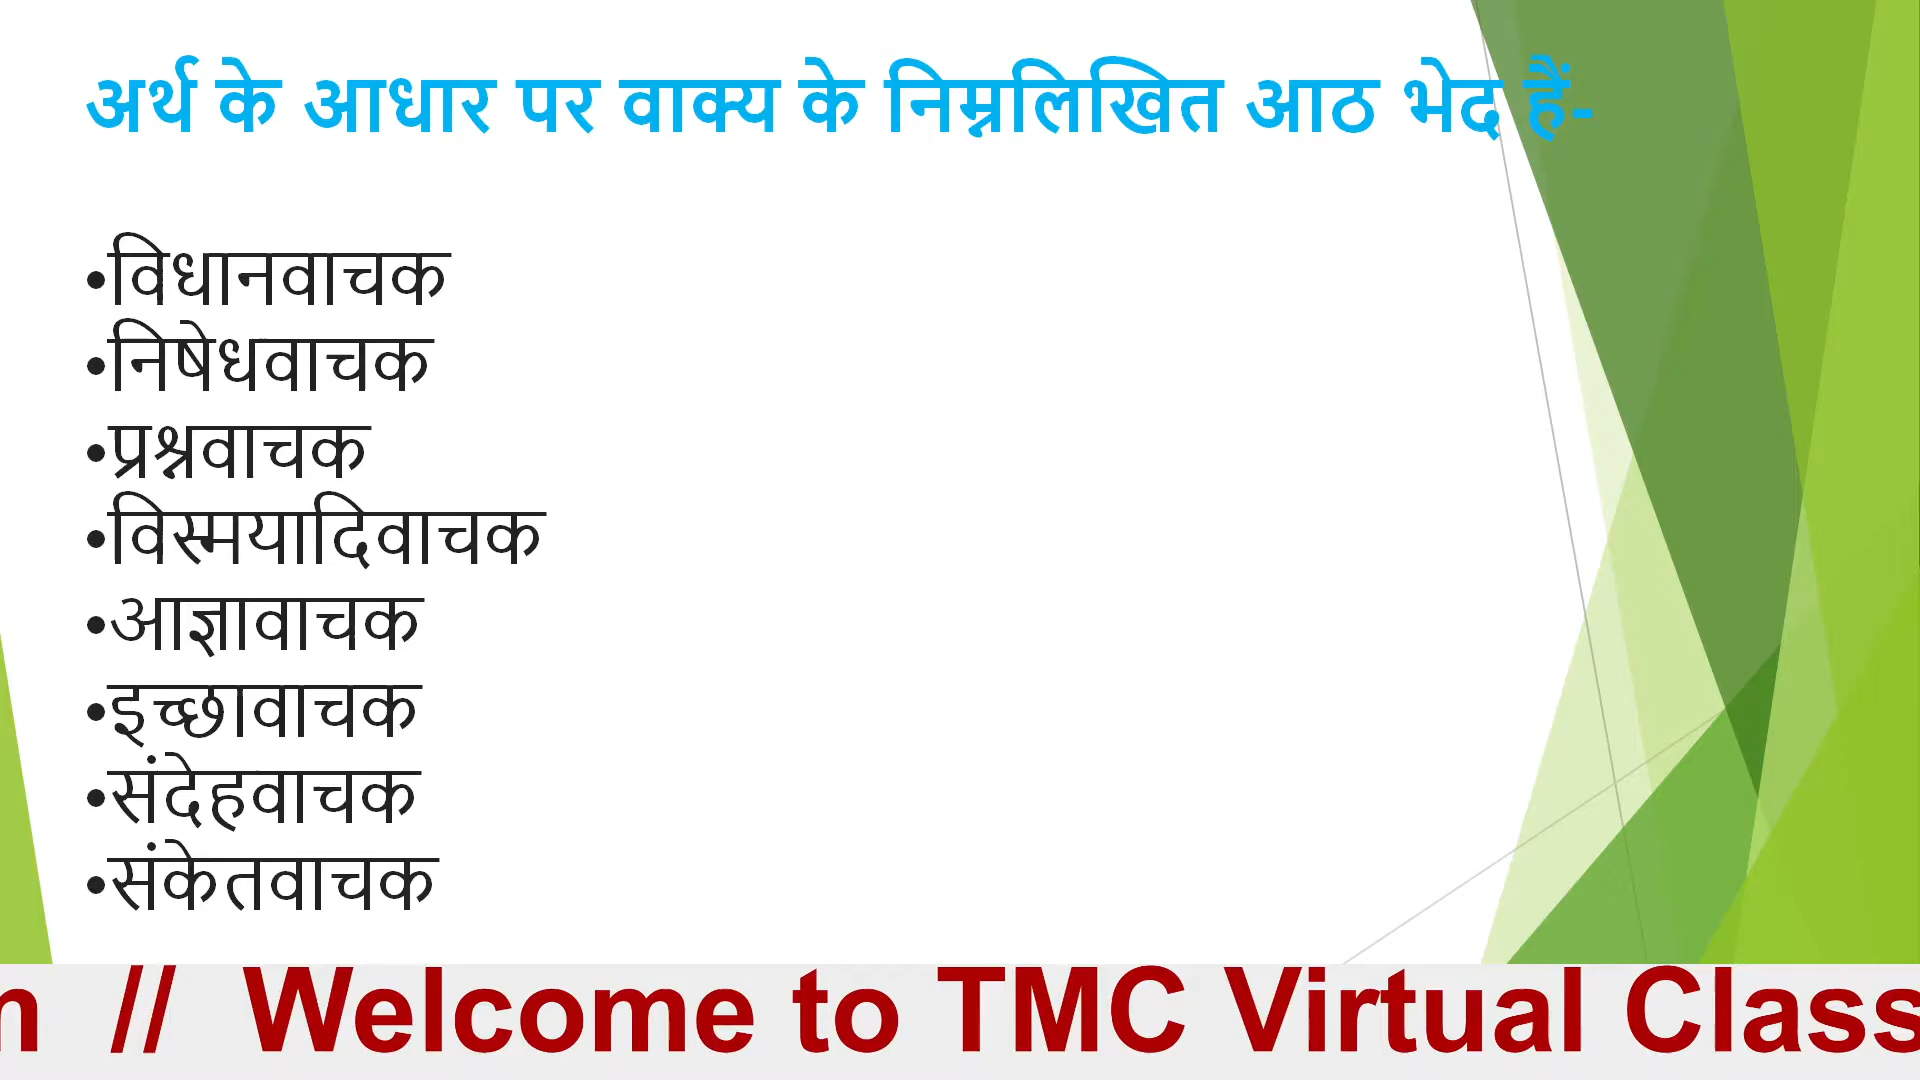 अर्थ के आधार पर वाक्य के निम्नलिखित आठ भेद हैं-
•विधानवाचक
•निषेधवाचक
•प्रश्नवाचक
•विस्मयादिवाचक
•आज्ञावाचक
•इच्छावाचक
•संदेहवाचक
•संकेतवाचक
n // Welcome to TMC Virtual Class